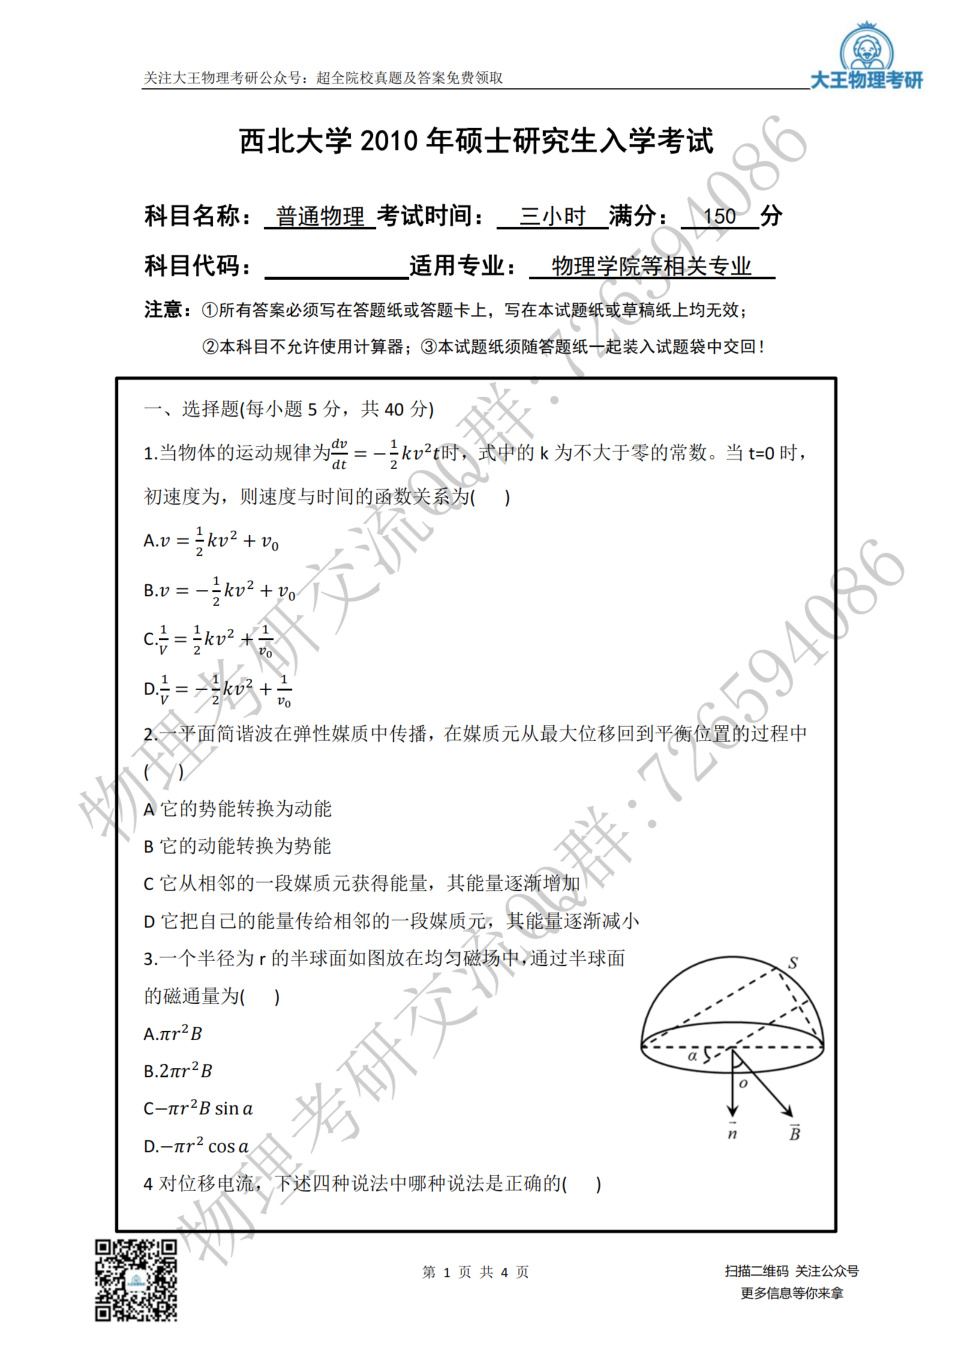 关注大王物理考研公众号：超全院校真题及答案免费领取
大王物理考研
西北大学 2010 年硕士研究生入学考试
科目名称： 普通物理 考试时间： 三小时 满分： 150 分
科目代码： 适用专业： 物理学院等相关专业
注意：①所有答案必须写在答题纸或答题卡上，写在本试题纸或草稿纸上均无效；
②本科目不允许使用计算器；③本试题纸须随答题纸一起装入试题袋中交回！
一、选择题(每小题 5 分，共 40 分)
1.当物体的运动规律为\frac{dv}{dt} = −\frac{1}{2}kv²t时，式中的 k 为不大于零的常数。当 t=0 时，
初速度为，则速度与时间的函数关系为( )
A.v = \frac{1}{2}kv² + v₀
B.v = −\frac{1}{2}kv² + v₀
C.\frac{1}{V} = \frac{1}{2}kv² + \frac{1}{v₀}
D.\frac{1}{V} = −\frac{1}{2}kv² + \frac{1}{v₀}
2.一平面简谐波在弹性媒质中传播，在媒质元从最大位移回到平衡位置的过程中
( )
A 它的势能转换为动能
B 它的动能转换为势能
C 它从相邻的一段媒质元获得能量，其能量逐渐增加
D 它把自己的能量传给相邻的一段媒质元，其能量逐渐减小
3.一个半径为 r 的半球面如图放在均匀磁场中，通过半球面
的磁通量为( )
A.πr²B
B.2πr²B
C−πr²B sin a
D.−πr² cos a
S
α
o
n⃗
B⃗
4 对位移电流，下述四种说法中哪种说法是正确的( )
物理考研交流QQ群：726594086
物理考研交流QQ群：726594086
第 1 页 共 4 页
扫描二维码 关注公众号
更多信息等你来拿